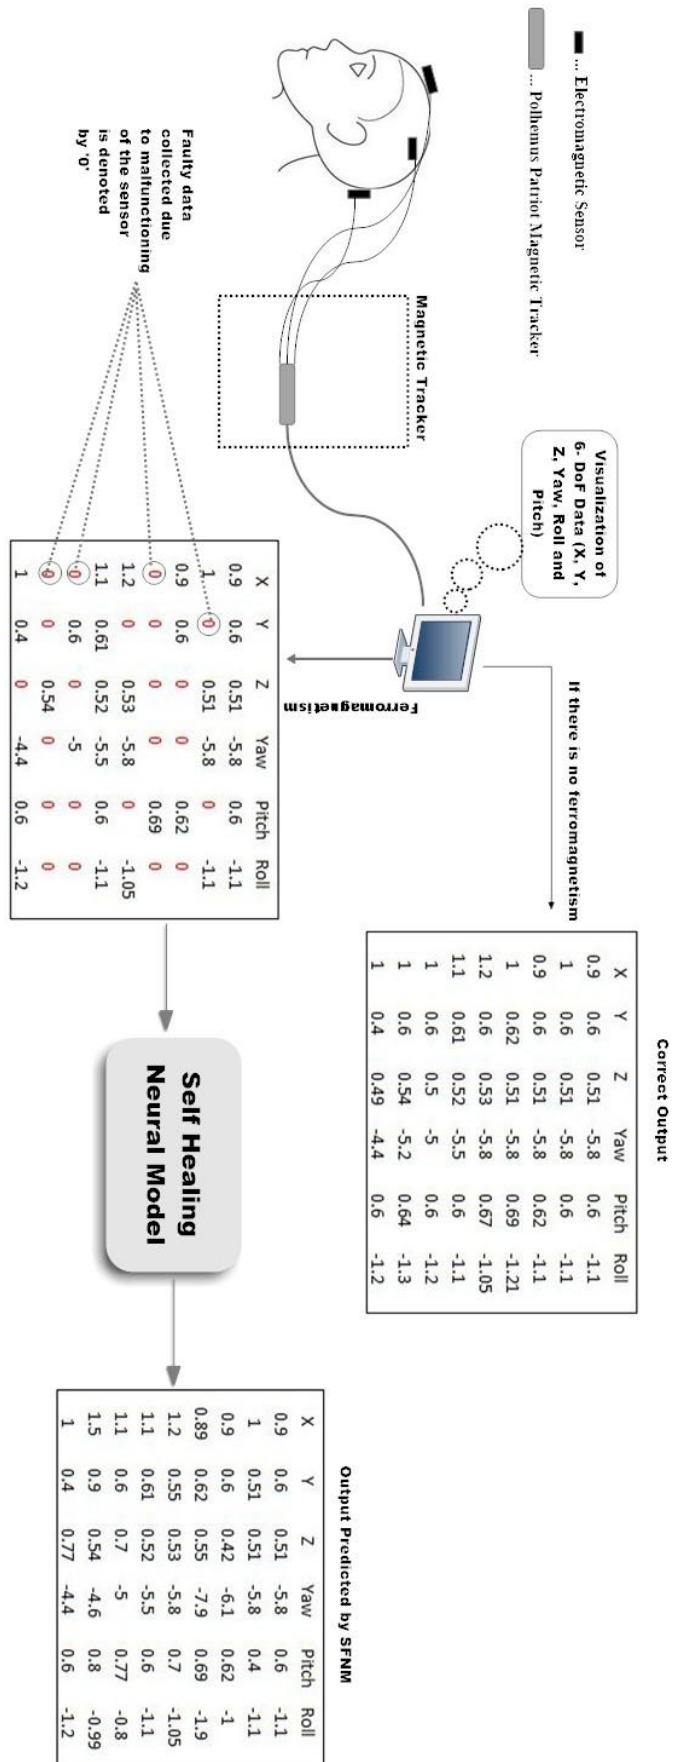 ... Electromagnetic Sensor
... Polhemus Patriot Magnetic Tracker
Visualization of
6- DoF Data (X, Y,
Z, Yaw, Roll and
Pitch)
If there is no ferromagnetism
Magnetic Tracker
Ferromagnetism
Faulty data
collected due
to malfunctioning
of the sensor
is denoted
by '0'
X Y Z Yaw Pitch Roll
0.9 0.6 0.51 -5.8 0.6 -1.1
1 0 0.51 -5.8 0 -1.1
0.9 0.6 0 0 0.62 0
0 0 0 0 0.69 0
1.2 0 0.53 -5.8 0 -1.05
1.1 0.61 0.52 -5.5 0.6 -1.1
0 0.6 0 -5 0 0
0 0 0.54 0 0 0
1 0.4 0 -4.4 0.6 -1.2
Correct Output
X Y Z Yaw Pitch Roll
0.9 0.6 0.51 -5.8 0.6 -1.1
1 0.6 0.51 -5.8 0.6 -1.1
0.9 0.6 0.51 -5.8 0.62 -1.1
1 0.62 0.51 -5.8 0.69 -1.21
1.2 0.6 0.53 -5.8 0.67 -1.05
1.1 0.61 0.52 -5.5 0.6 -1.1
1 0.6 0.5 -5 0.6 -1.2
1 0.6 0.54 -5.2 0.64 -1.3
1 0.4 0.49 -4.4 0.6 -1.2
Self Healing
Neural Model
Output Predicted by SFNM
X Y Z Yaw Pitch Roll
0.9 0.6 0.51 -5.8 0.6 -1.1
1 0.51 0.51 -5.8 0.4 -1.1
0.9 0.6 0.42 -6.1 0.62 -1
0.89 0.62 0.55 -7.9 0.69 -1.9
1.2 0.55 0.53 -5.8 0.7 -1.05
1.1 0.61 0.52 -5.5 0.6 -1.1
1.1 0.6 0.7 -5 0.77 -0.8
1.5 0.9 0.54 -4.6 0.8 -0.99
1 0.4 0.77 -4.4 0.6 -1.2